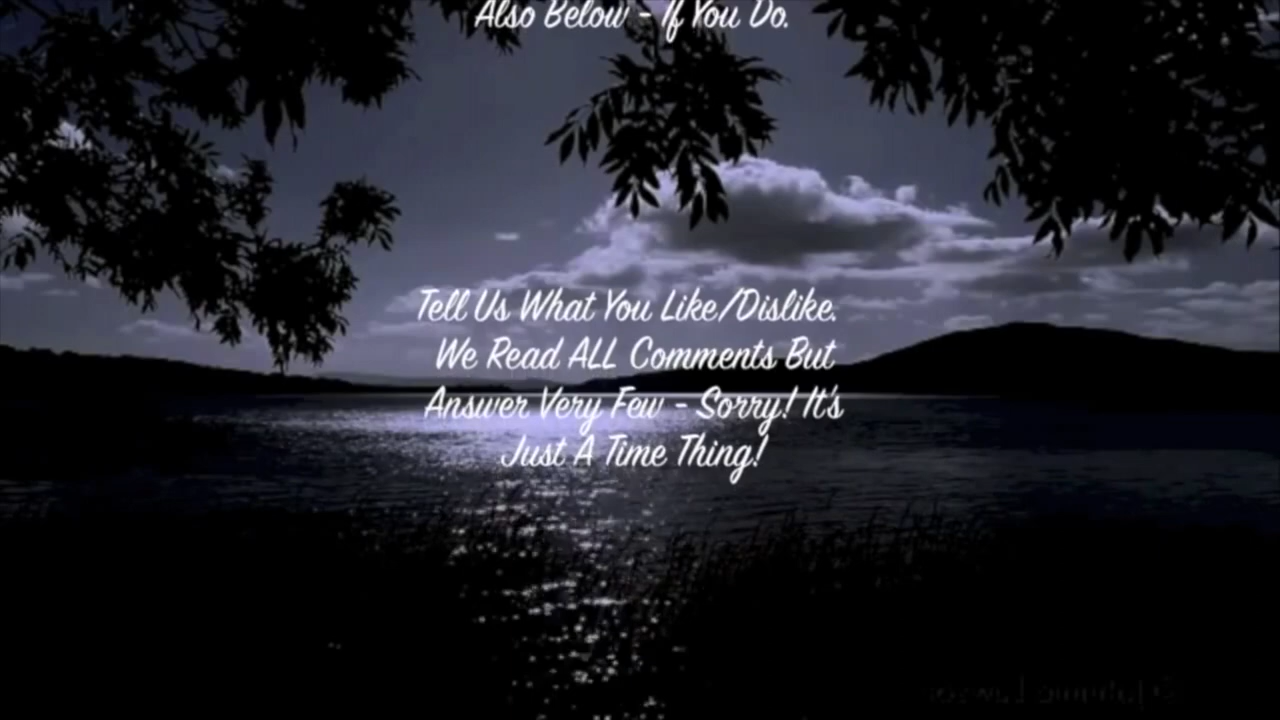 Also Below - If You Do.
Tell Us What You Like/Dislike.
We Read ALL Comments But
Answer Very Few - Sorry! It's
Just A Time Thing!